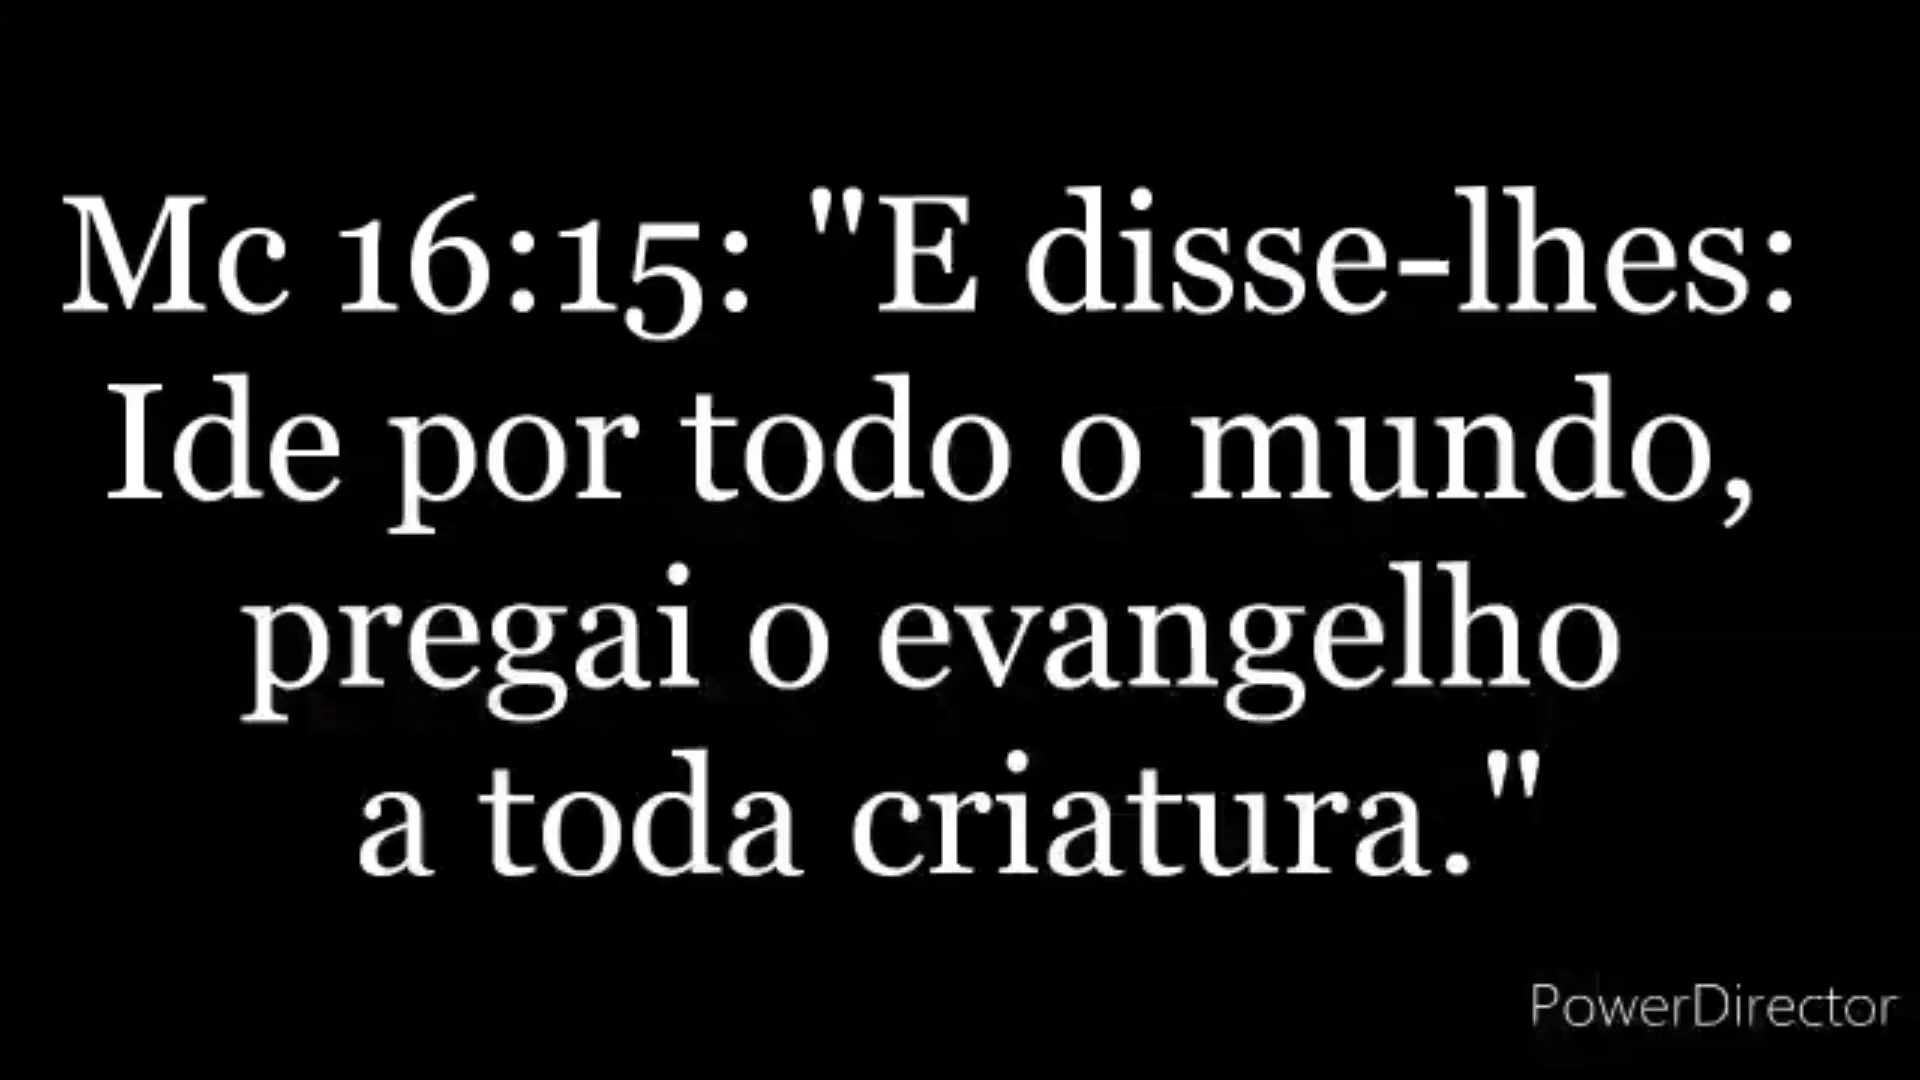 Mc 16:15: "E disse-lhes:
Ide por todo o mundo,
pregai o evangelho
a toda criatura."
PowerDirector